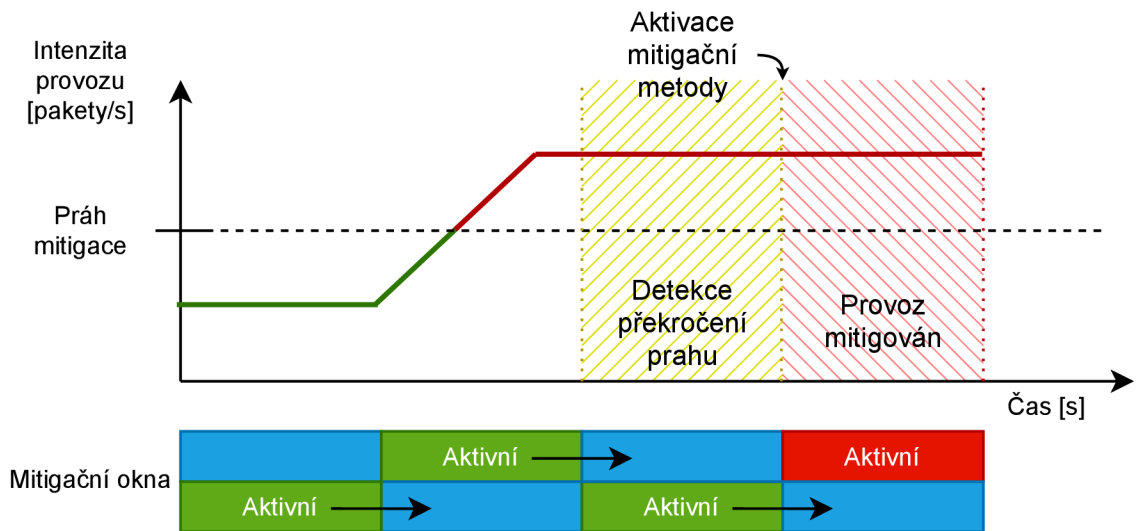 Aktivace
mitigační
metody
Intenzita
provozu
[pakety/s]
Práh
mitigace
Detekce
překročení
prahu
Provoz
mitigován
Čas [s]
Mitigační okna
Aktivní
Aktivní
Aktivní
Aktivní